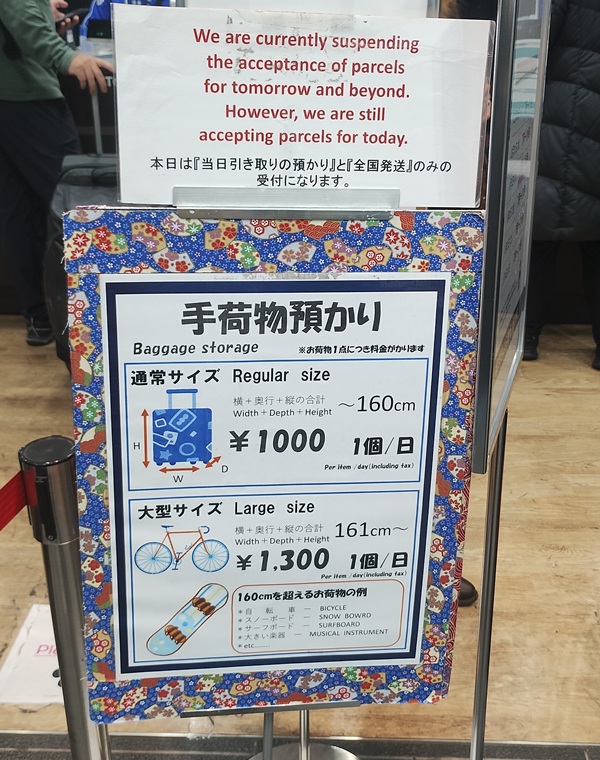 We are currently suspending
the acceptance of parcels
for tomorrow and beyond.
However, we are still
accepting parcels for today.
本日は『当日引き取りの預かり』と『全国発送』のみの
受付になります。
手荷物預かり
Baggage storage ※お荷物1点につき料金がかります
通常サイズ Regular size
横＋奥行＋縦の合計
Width＋Depth＋Height
～160cm
H
W
D
￥1000 1個/日
Per item /day(including tax)
大型サイズ Large size
横＋奥行＋縦の合計
Width＋Depth＋Height
161cm～
￥1,300 1個/日
Per item /day(including tax)
160cmを超えるお荷物の例
＊自転車 ー BICYCLE
＊スノーボード ー SNOW BOWRD
＊サーフボード ー SURFBOARD
＊大きい楽器 ー MUSICAL INSTRUMENT
＊etc